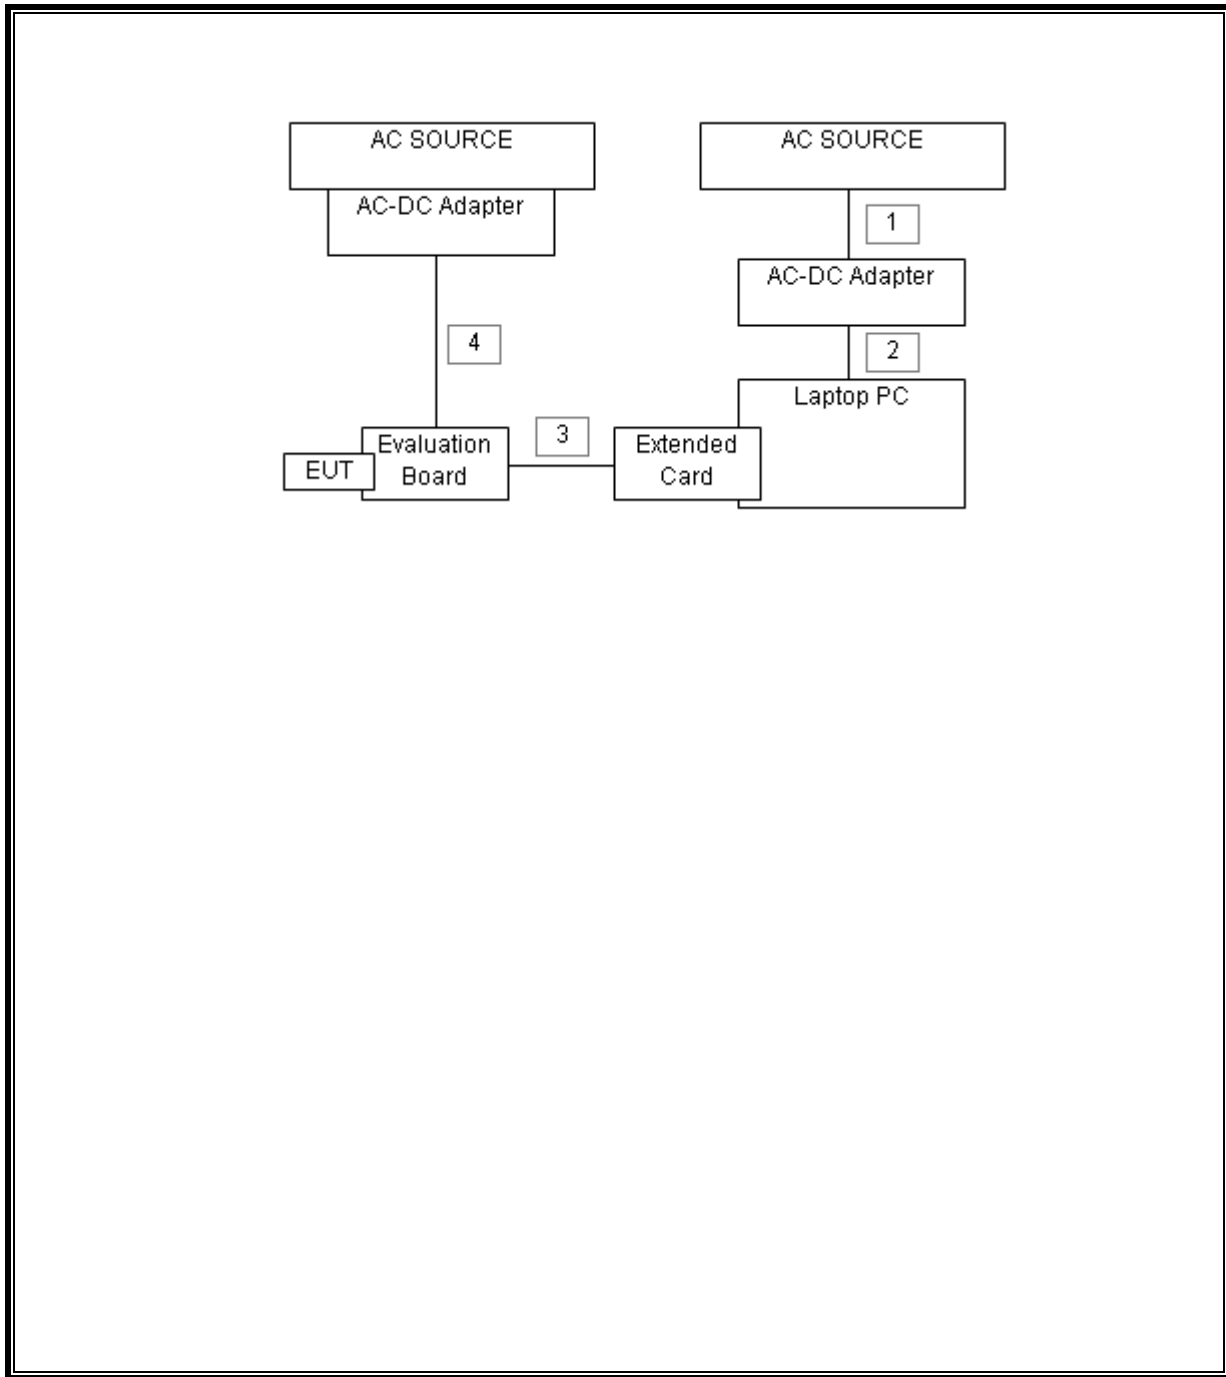 AC SOURCE
AC SOURCE
AC-DC Adapter
1
AC-DC Adapter
4
2
Laptop PC
Evaluation
Board
3
Extended
Card
EUT